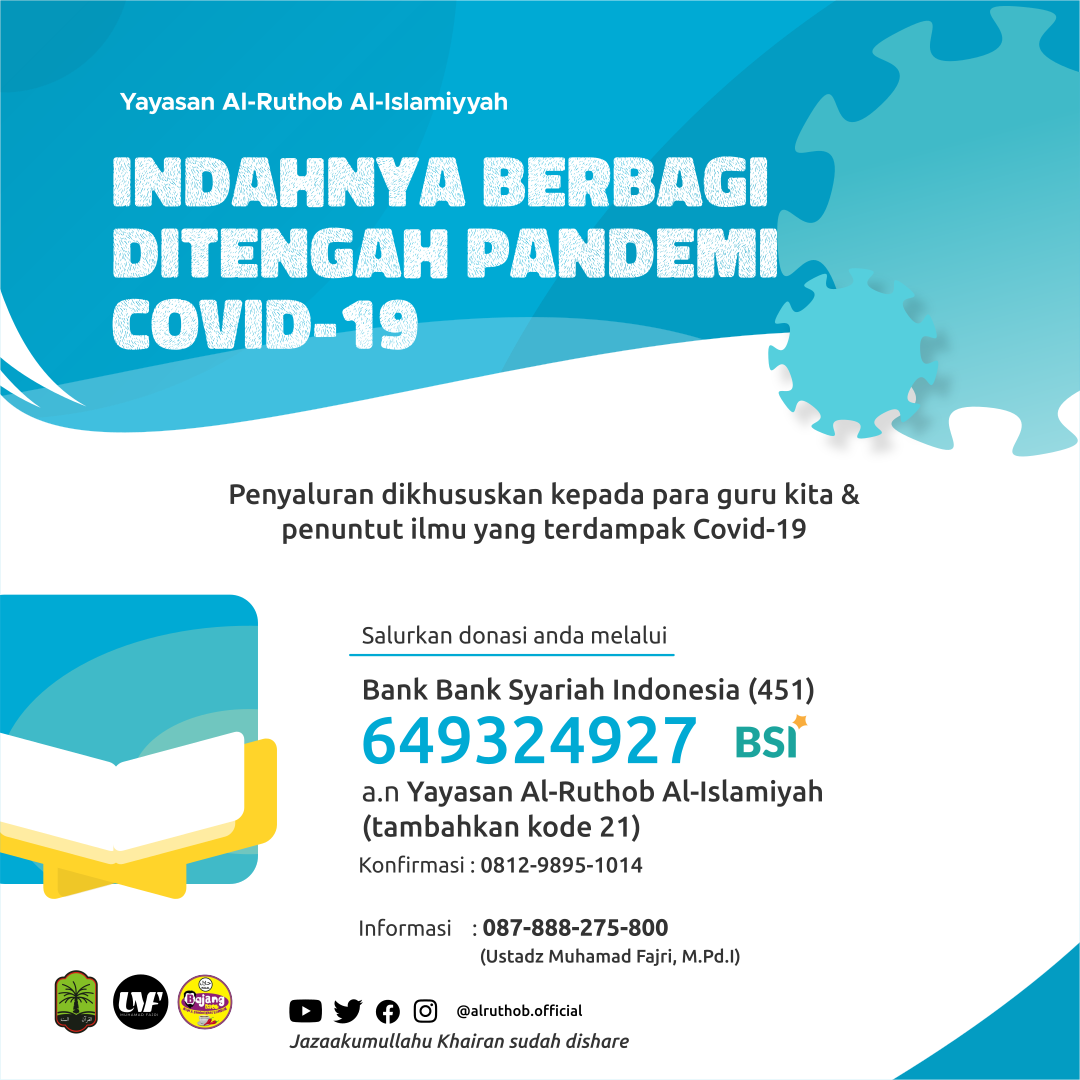 Yayasan Al-Ruthob Al-Islamiyyah
INDAHNYA BERBAGI
DITENGAH PANDEMI
COVID-19
Penyaluran dikhususkan kepada para guru kita &
penuntut ilmu yang terdampak Covid-19
Salurkan donasi anda melalui
Bank Bank Syariah Indonesia (451)
649324927 BSI
a.n Yayasan Al-Ruthob Al-Islamiyah
(tambahkan kode 21)
Konfirmasi : 0812-9895-1014
Informasi : 087-888-275-800
(Ustadz Muhamad Fajri, M.Pd.I)
MUHAMAD FAJRI
@alruthob.official
Jazaakumullahu Khairan sudah dishare